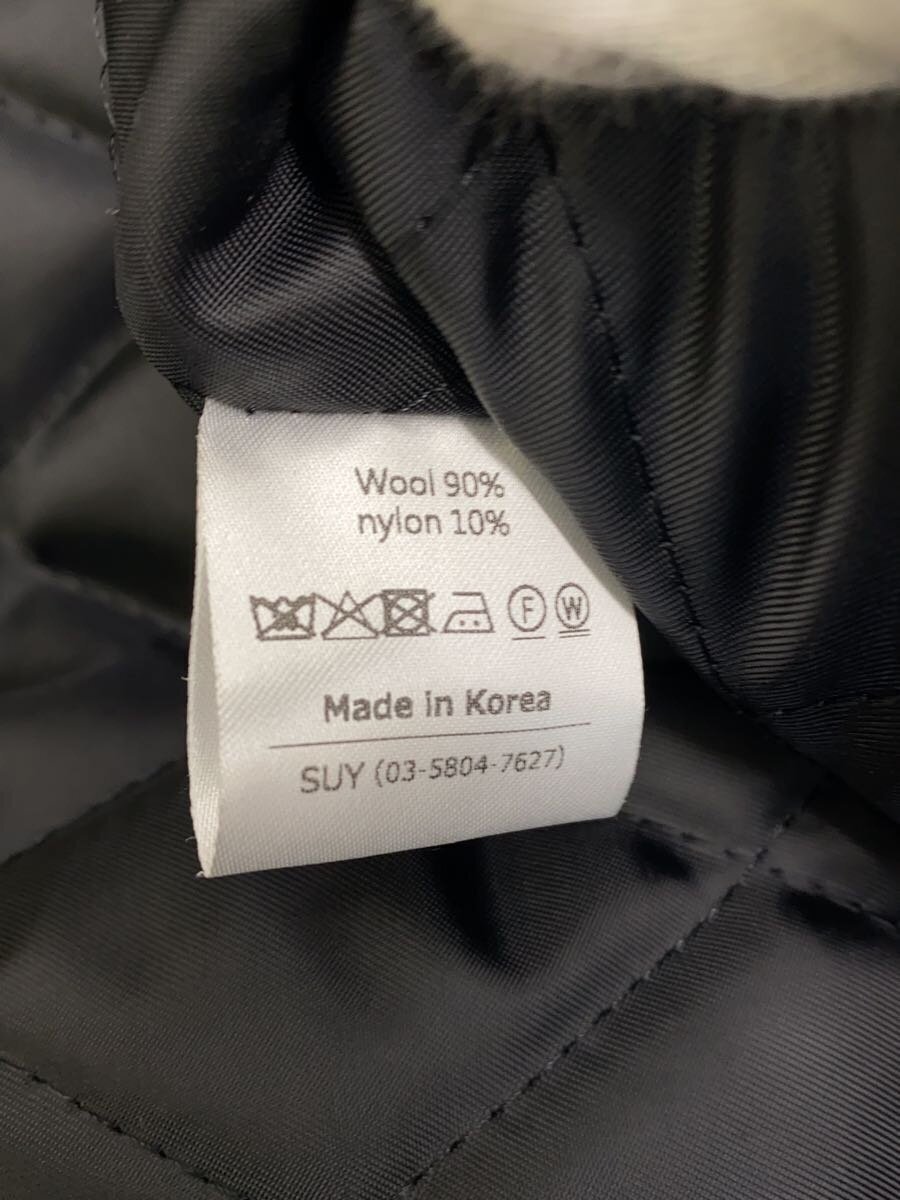 Wool 90%
nylon 10%
F W
Made in Korea
SUY (03-5804-7627)